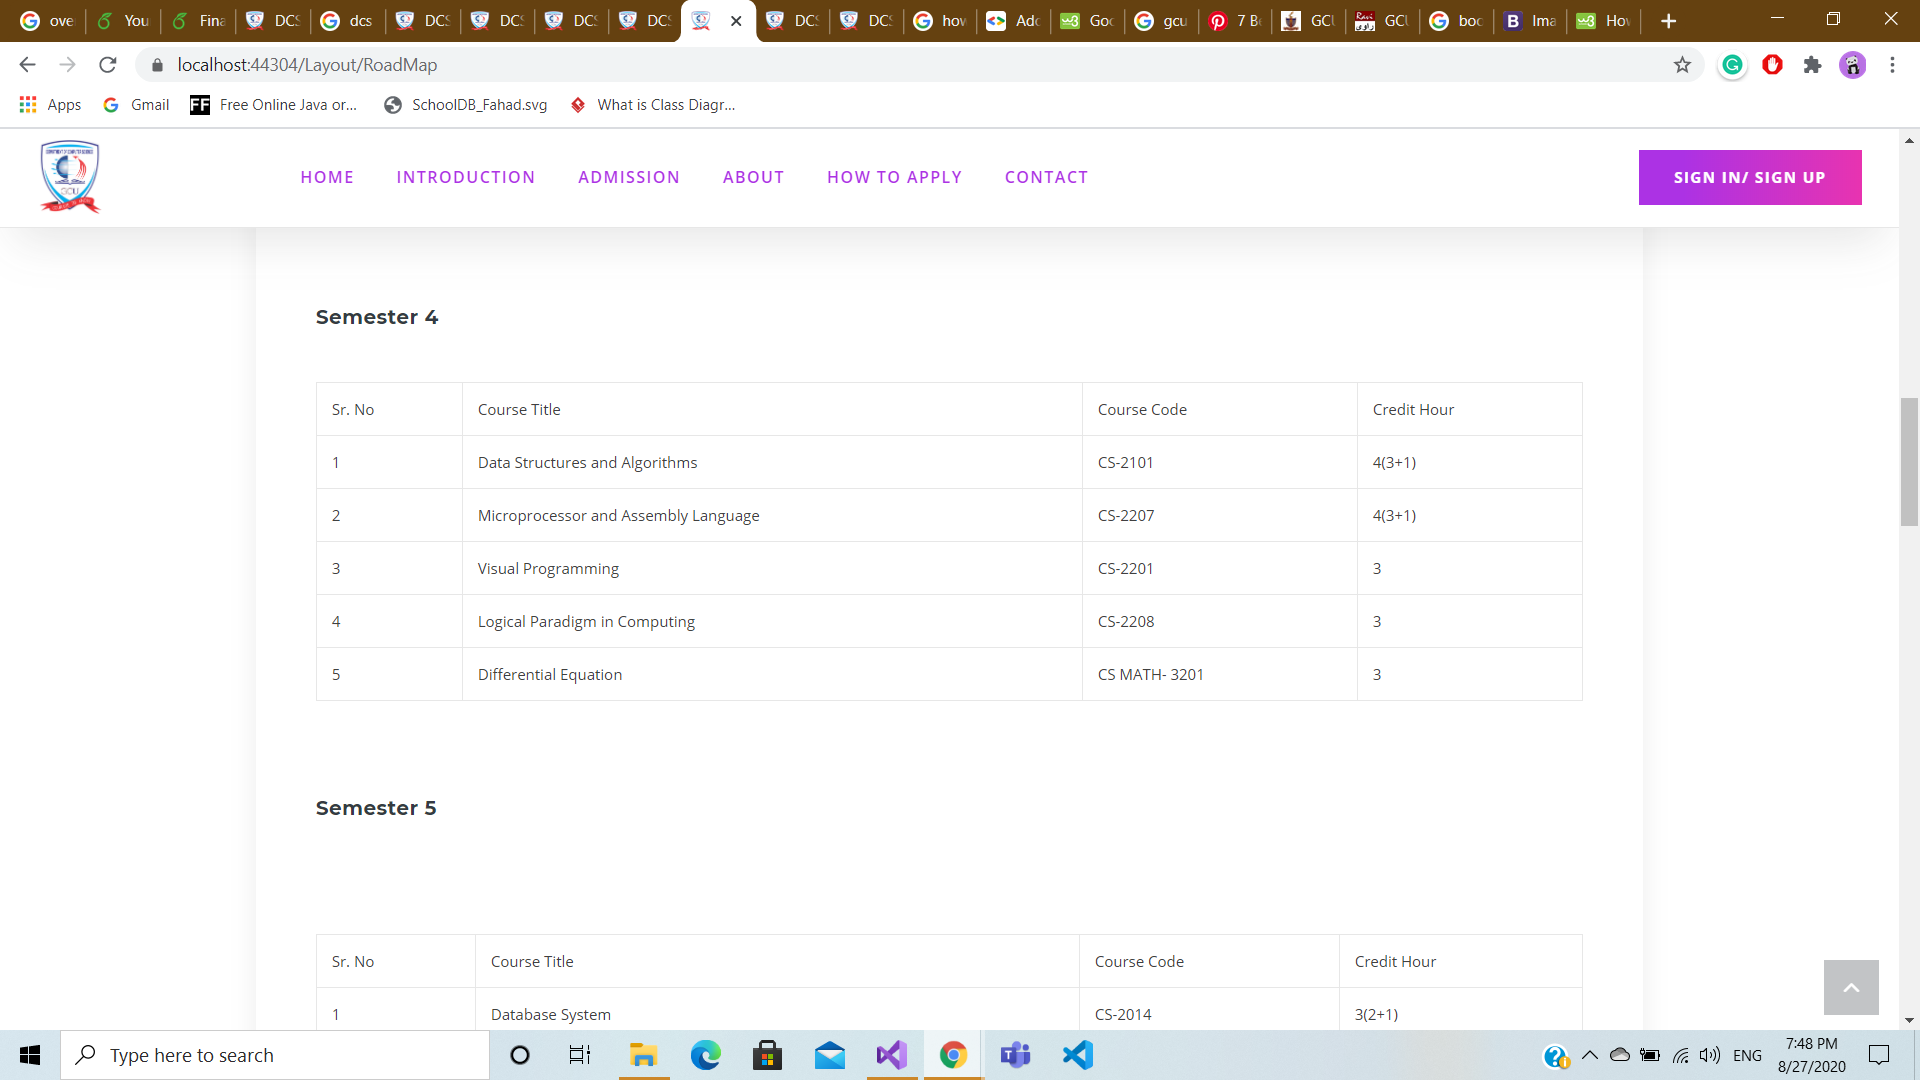 ove You Fina DCS dcs DCS DCS DCS DCS DCS DCS how Add Goo gcu 7 Be GCU GCU boo Ima How
localhost:44304/Layout/RoadMap
Apps Gmail Free Online Java or... SchoolDB_Fahad.svg What is Class Diagr...
HOME INTRODUCTION ADMISSION ABOUT HOW TO APPLY CONTACT SIGN IN/ SIGN UP
GCU
Semester 4
Sr. No Course Title Course Code Credit Hour
1 Data Structures and Algorithms CS-2101 4(3+1)
2 Microprocessor and Assembly Language CS-2207 4(3+1)
3 Visual Programming CS-2201 3
4 Logical Paradigm in Computing CS-2208 3
5 Differential Equation CS MATH- 3201 3
Semester 5
Sr. No Course Title Course Code Credit Hour
1 Database System CS-2014 3(2+1)
Type here to search
ENG
7:48 PM
8/27/2020